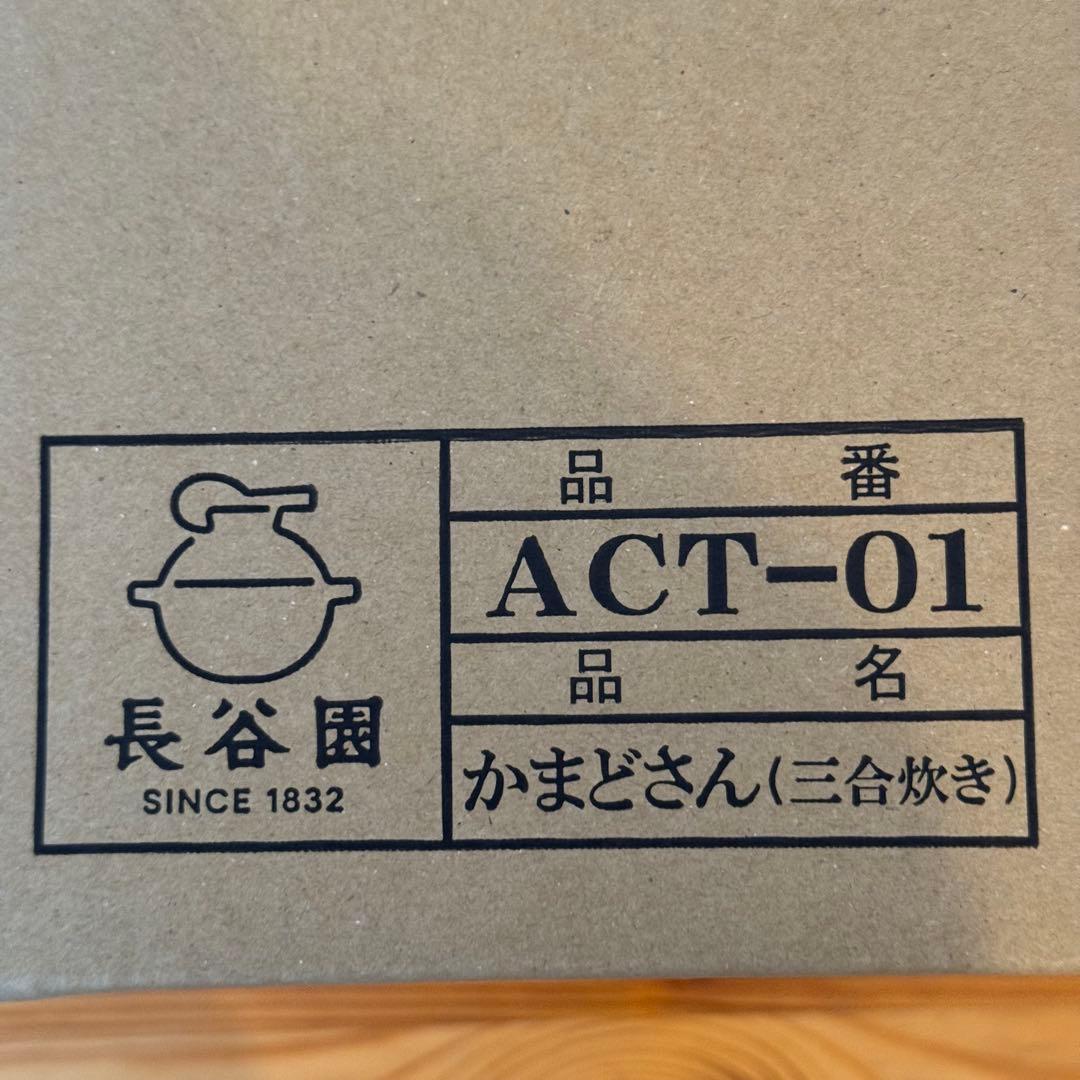 長谷園
SINCE 1832
品番
ACT-01
品名
かまどさん(三合炊き)